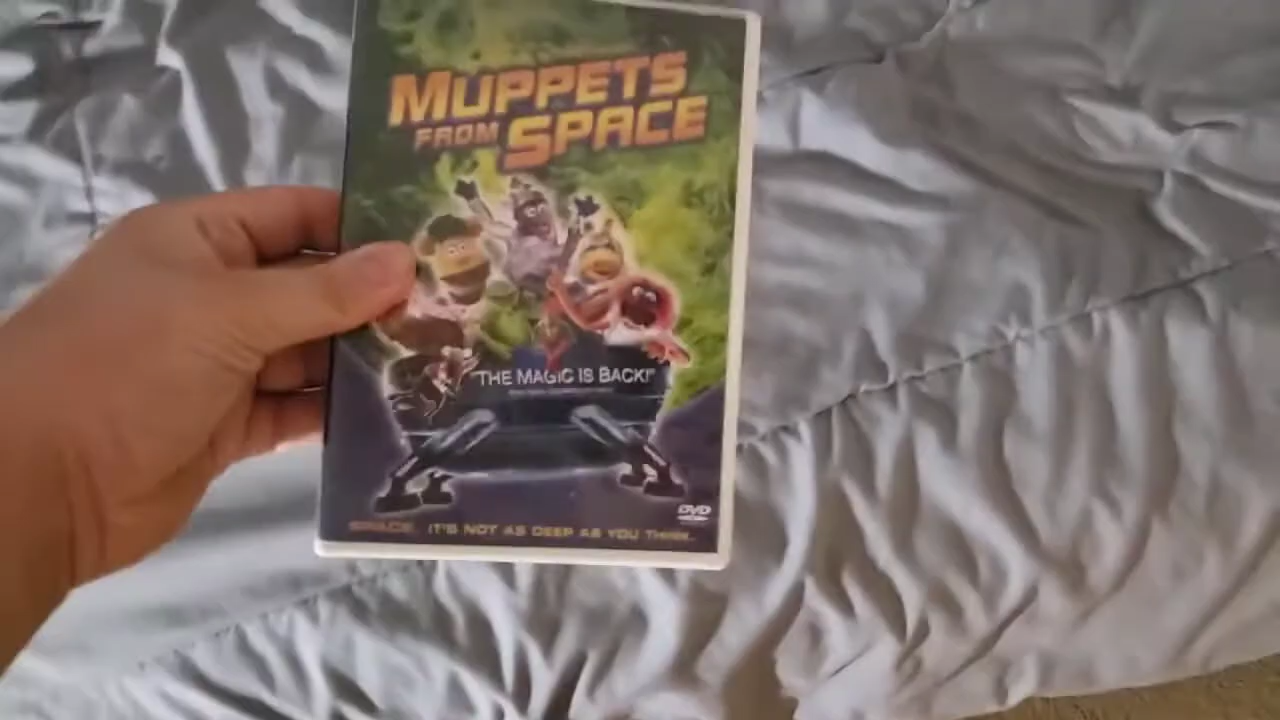 MUPPETS
FROM SPACE
"THE MAGIC IS BACK!"
DVD
SPACE. IT'S NOT AS DEEP AS YOU THINK.